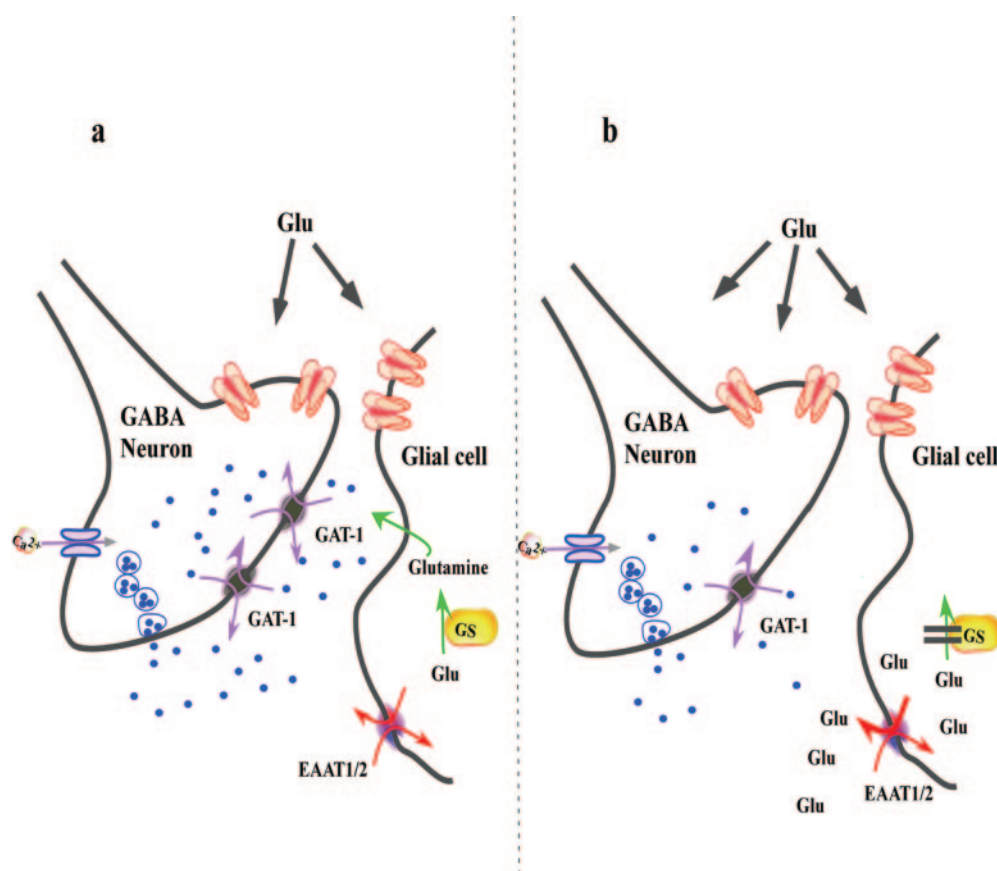 a
Glu
GABA
Neuron
Glial cell
Ca2+
GAT-1
Glutamine
GAT-1
GS
Glu
EAAT1/2
b
Glu
GABA
Neuron
Glial cell
Ca2+
GAT-1
GS
Glu
Glu
Glu
Glu
Glu
EAAT1/2
Glu